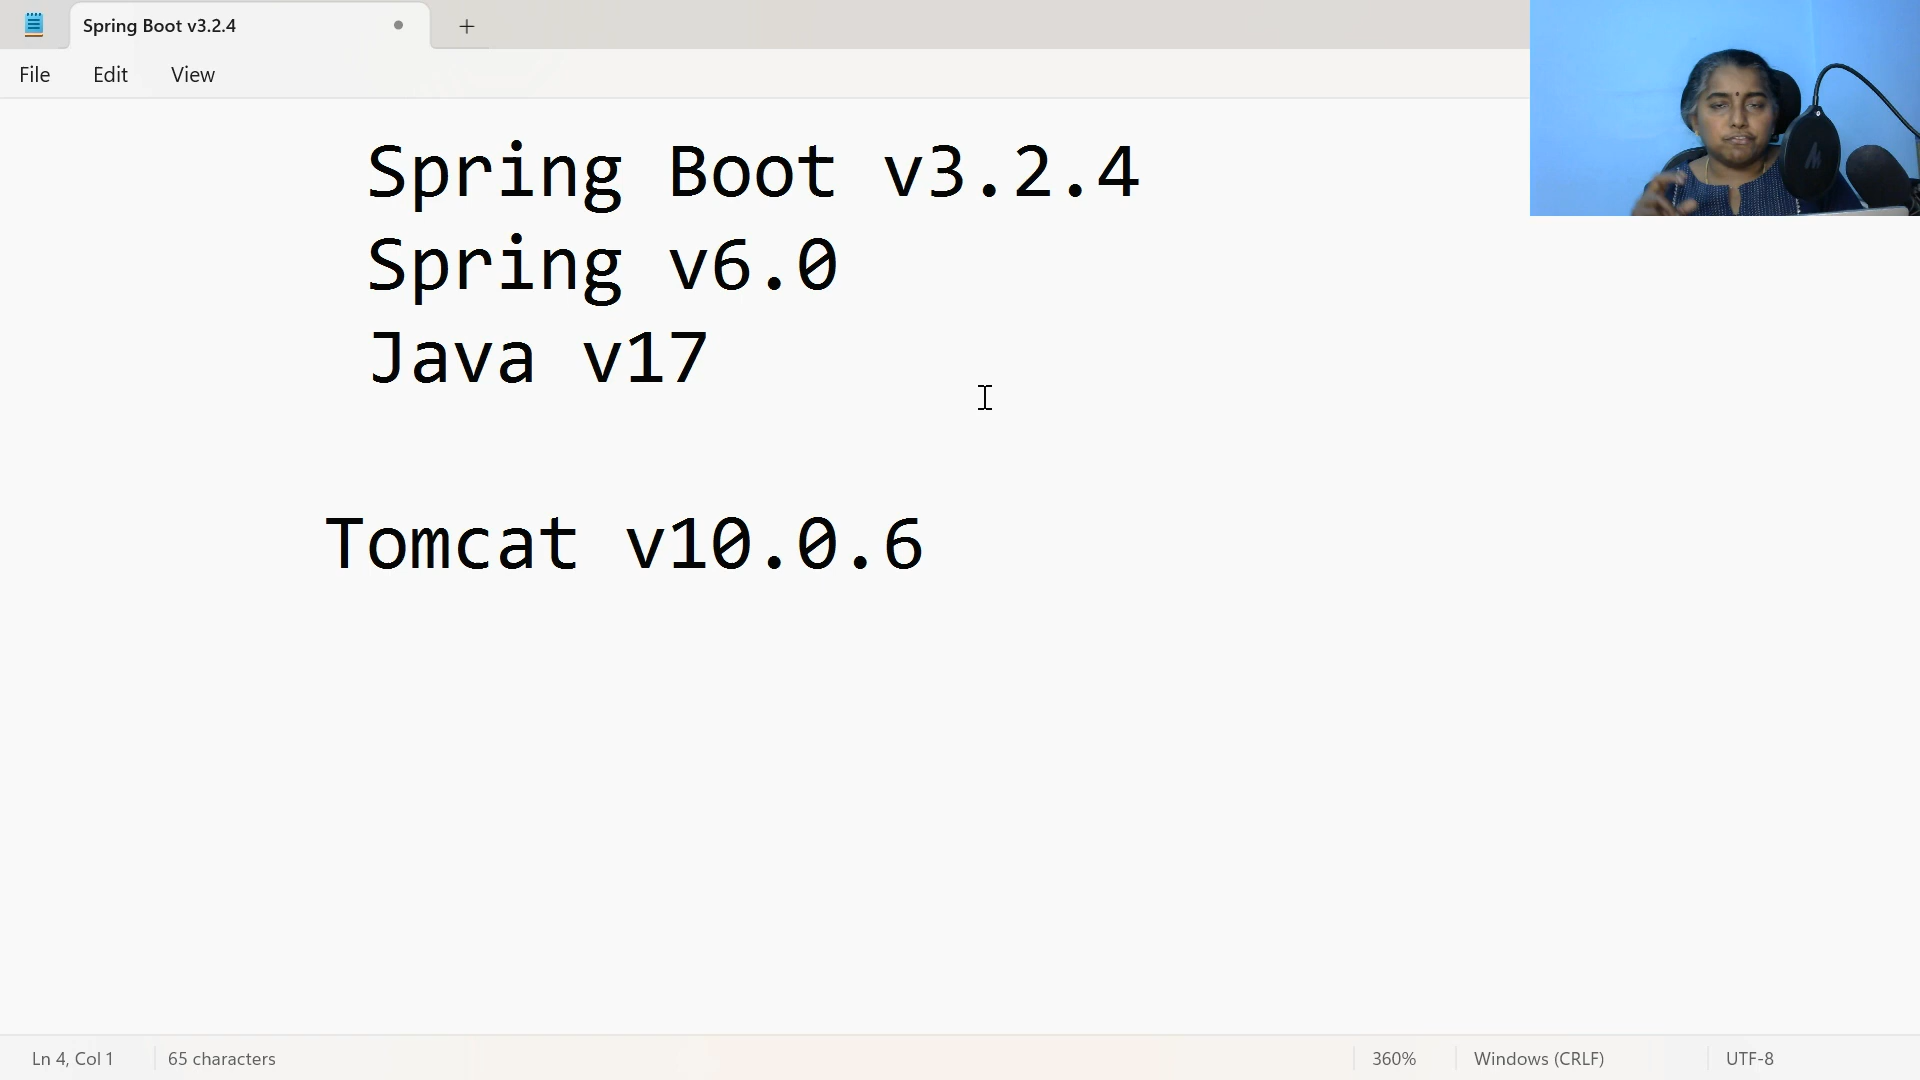 Spring Boot v3.2.4
File Edit View
Spring Boot v3.2.4
Spring v6.0
Java v17
Tomcat v10.0.6
Ln 4, Col 1 65 characters 360% Windows (CRLF) UTF-8